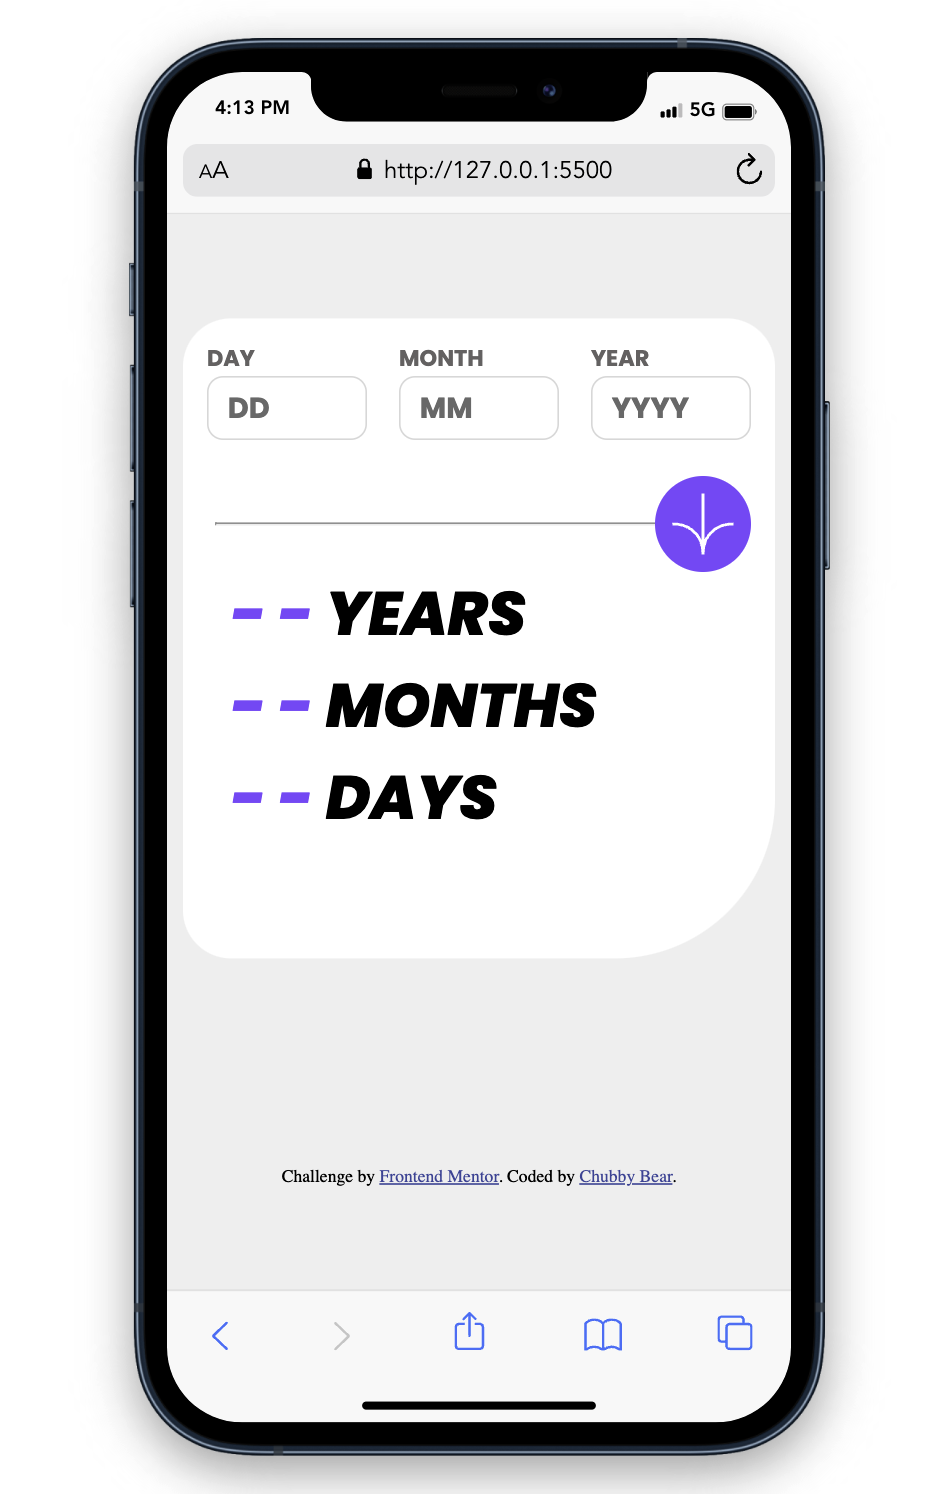 4:13 PM 5G
AA http://127.0.0.1:5500
DAY MONTH YEAR
DD MM YYYY
-- YEARS
-- MONTHS
-- DAYS
Challenge by Frontend Mentor. Coded by Chubby Bear.